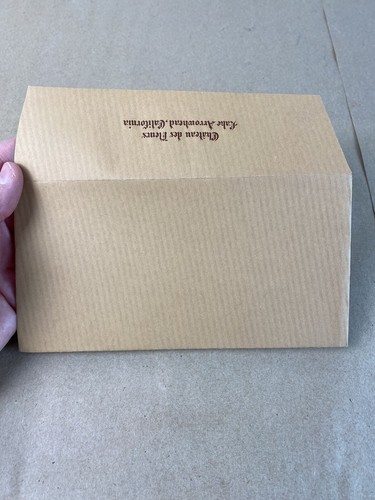 Château des Fleurs
Lake Arrowhead, California